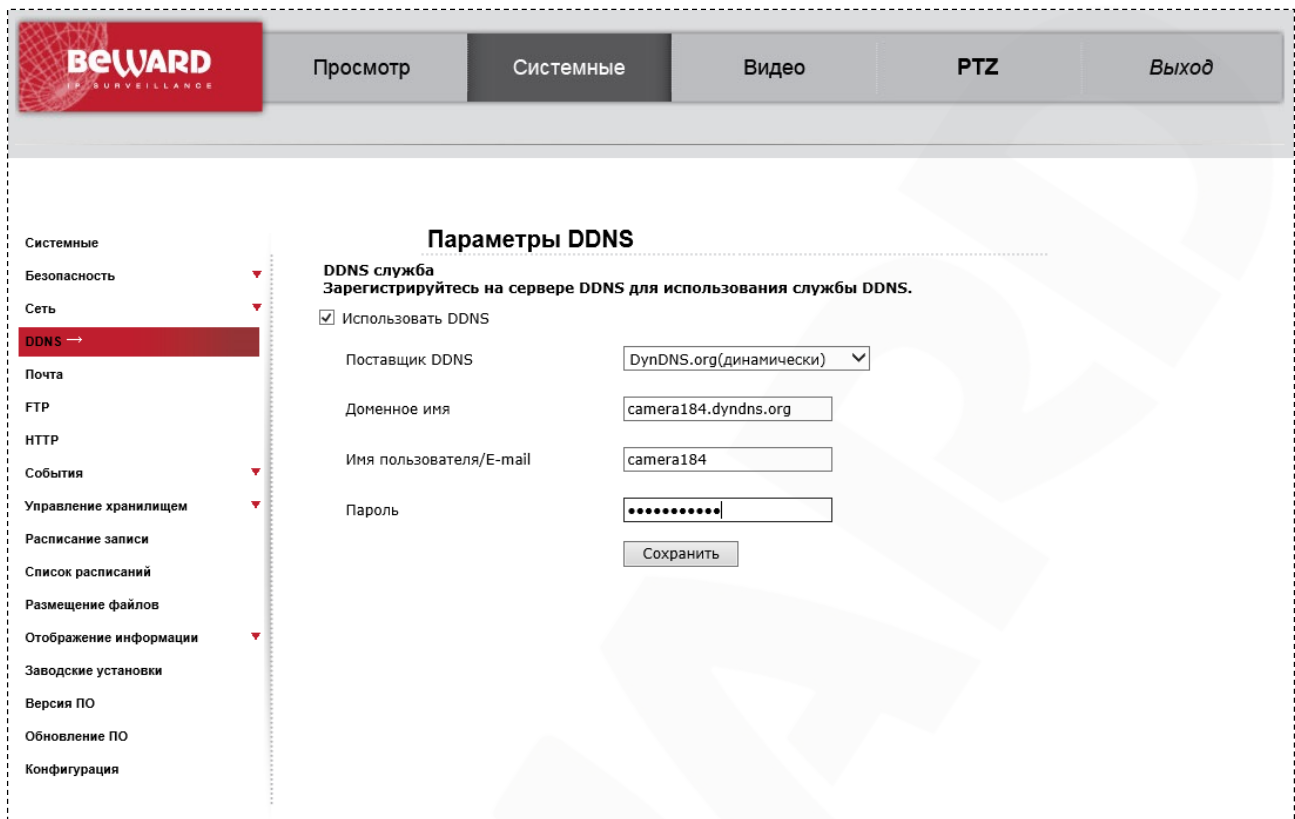 BEWARD
IP SURVEILLANCE
Просмотр
Системные
Видео
PTZ
Выход
Параметры DDNS
Системные
Безопасность
Сеть
DDNS →
Почта
FTP
HTTP
События
Управление хранилищем
Расписание записи
Список расписаний
Размещение файлов
Отображение информации
Заводские установки
Версия ПО
Обновление ПО
Конфигурация
DDNS служба
Зарегистрируйтесь на сервере DDNS для использования службы DDNS.
Использовать DDNS
Поставщик DDNS
DynDNS.org(динамически)
Доменное имя
camera184.dyndns.org
Имя пользователя/E-mail
camera184
Пароль
•••••••••••
Сохранить